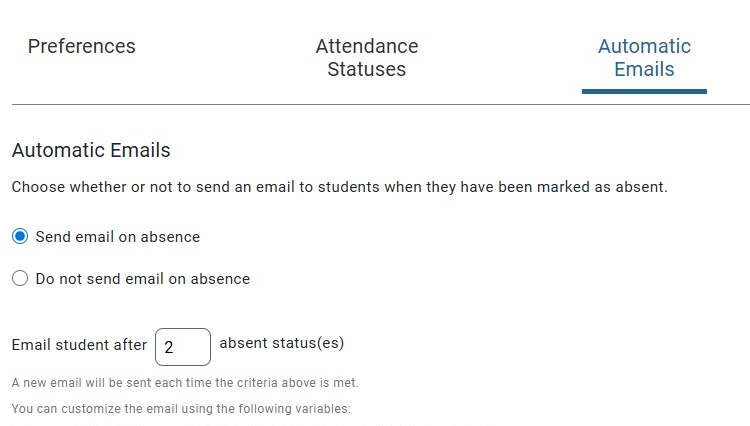 Preferences
Attendance
Statuses
Automatic
Emails
Automatic Emails
Choose whether or not to send an email to students when they have been marked as absent.
Send email on absence
Do not send email on absence
Email student after 2 absent status(es)
A new email will be sent each time the criteria above is met.
You can customize the email using the following variables: